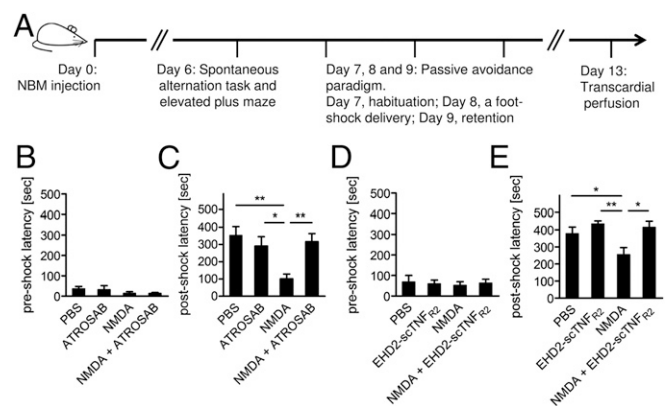 A
Day 0:
NBM injection
Day 6: Spontaneous
alternation task and
elevated plus maze
Day 7, 8 and 9: Passive avoidance
paradigm.
Day 7, habituation; Day 8, a foot-
shock delivery; Day 9, retention
Day 13:
Transcardial
perfusion
B
pre-shock latency [sec]
500
400
300
200
100
0
PBS
ATROSAB
NMDA
NMDA + ATROSAB
C
post-shock latency [sec]
500
400
300
200
100
0
**
* **
PBS
ATROSAB
NMDA
NMDA + ATROSAB
D
pre-shock latency [sec]
500
400
300
200
100
0
PBS
EHD2-scTNFR2
NMDA
NMDA + EHD2-scTNFR2
E
post-shock latency [sec]
500
400
300
200
100
0
*
** *
PBS
EHD2-scTNFR2
NMDA
NMDA + EHD2-scTNFR2